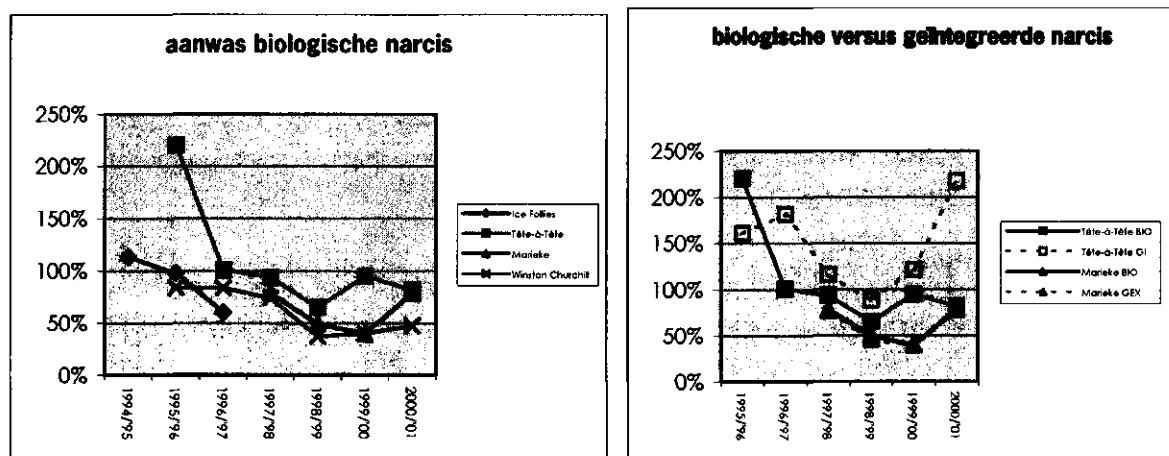 aanwas biologische narcis
250%
200%
150%
100%
50%
0%
1994/95
1995/96
1996/97
1997/98
1998/99
1999/00
2000/01
Ice Follies
Tête-à-Tête
Marieke
Winston Churchill
biologische versus geïntegreerde narcis
250%
200%
150%
100%
50%
0%
1995/96
1996/97
1997/98
1998/99
1999/00
2000/01
Tête-à-Tête BIO
Tête-à-Tête GI
Marieke BIO
Marieke GEX